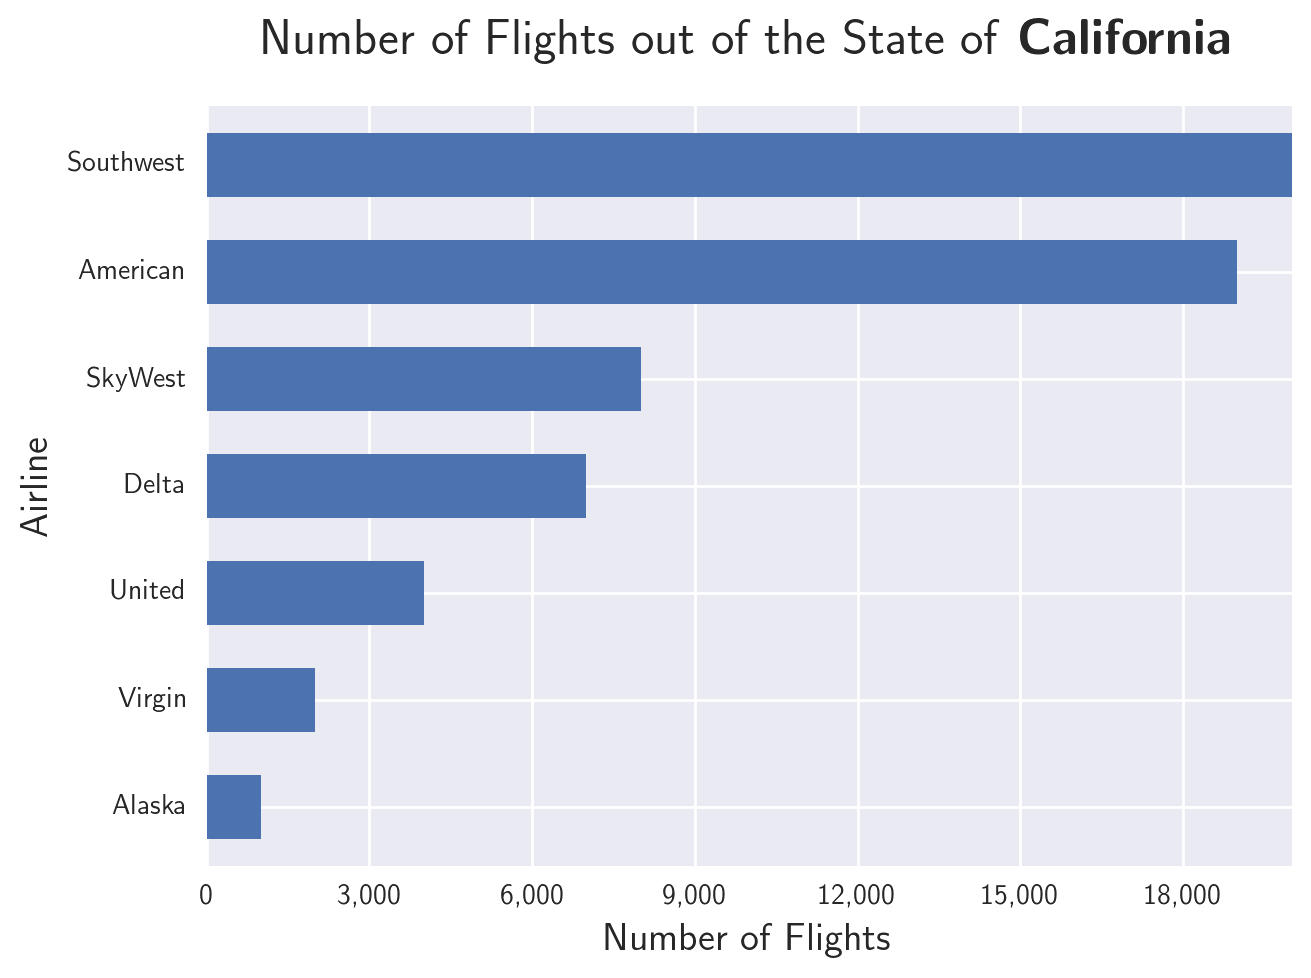 Number of Flights out of the State of California
Southwest
American
SkyWest
Delta
United
Virgin
Alaska
Airline
0 3,000 6,000 9,000 12,000 15,000 18,000
Number of Flights